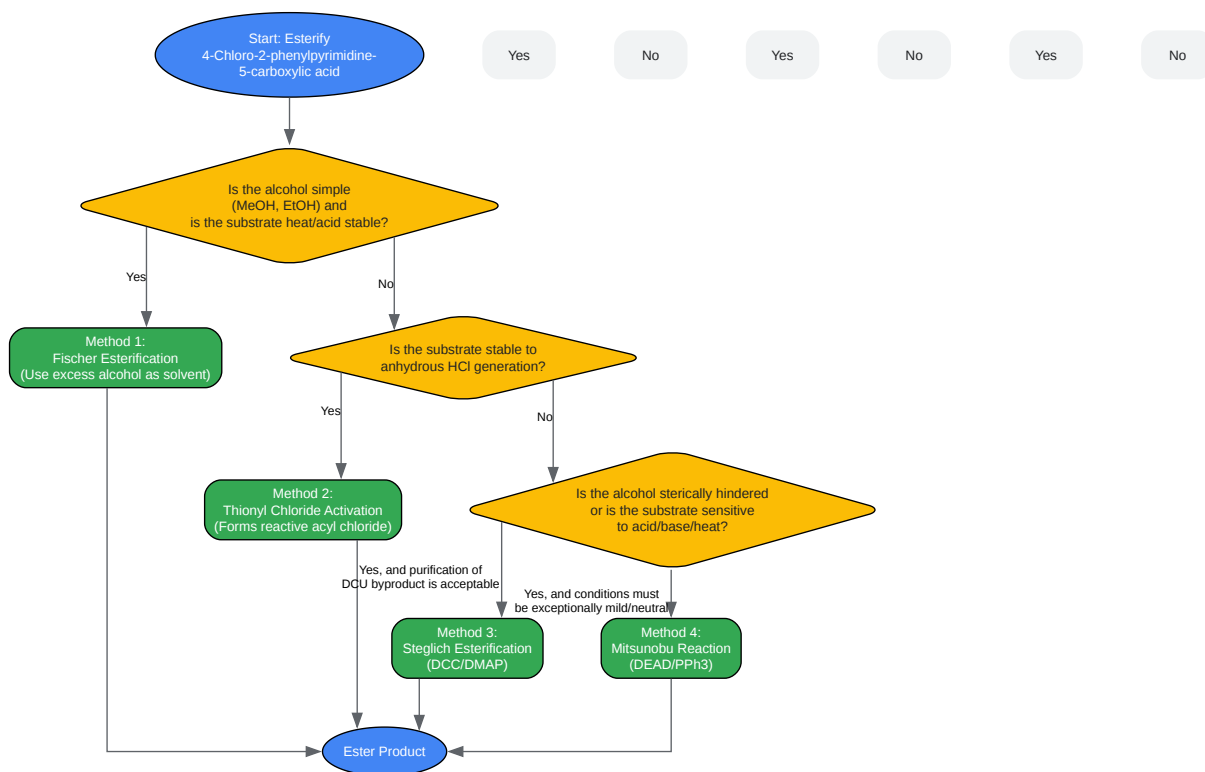 Start: Esterify
4-Chloro-2-phenylpyrimidine-
5-carboxylic acid
Yes
No
Yes
No
Yes
No
Is the alcohol simple
(MeOH, EtOH) and
is the substrate heat/acid stable?
Yes
No
Method 1:
Fischer Esterification
(Use excess alcohol as solvent)
Is the substrate stable to
anhydrous HCl generation?
Yes
No
Method 2:
Thionyl Chloride Activation
(Forms reactive acyl chloride)
Is the alcohol sterically hindered
or is the substrate sensitive
to acid/base/heat?
Yes, and purification of
DCU byproduct is acceptable
Yes, and conditions must
be exceptionally mild/neutral
Method 3:
Steglich Esterification
(DCC/DMAP)
Method 4:
Mitsunobu Reaction
(DEAD/PPh3)
Ester Product